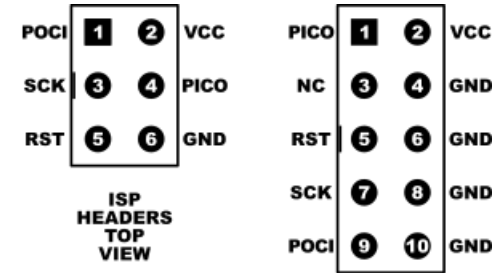 POCI 1 2 VCC
SCK 3 4 PICO
RST 5 6 GND
ISP
HEADERS
TOP
VIEW
PICO 1 2 VCC
NC 3 4 GND
RST 5 6 GND
SCK 7 8 GND
POCI 9 10 GND